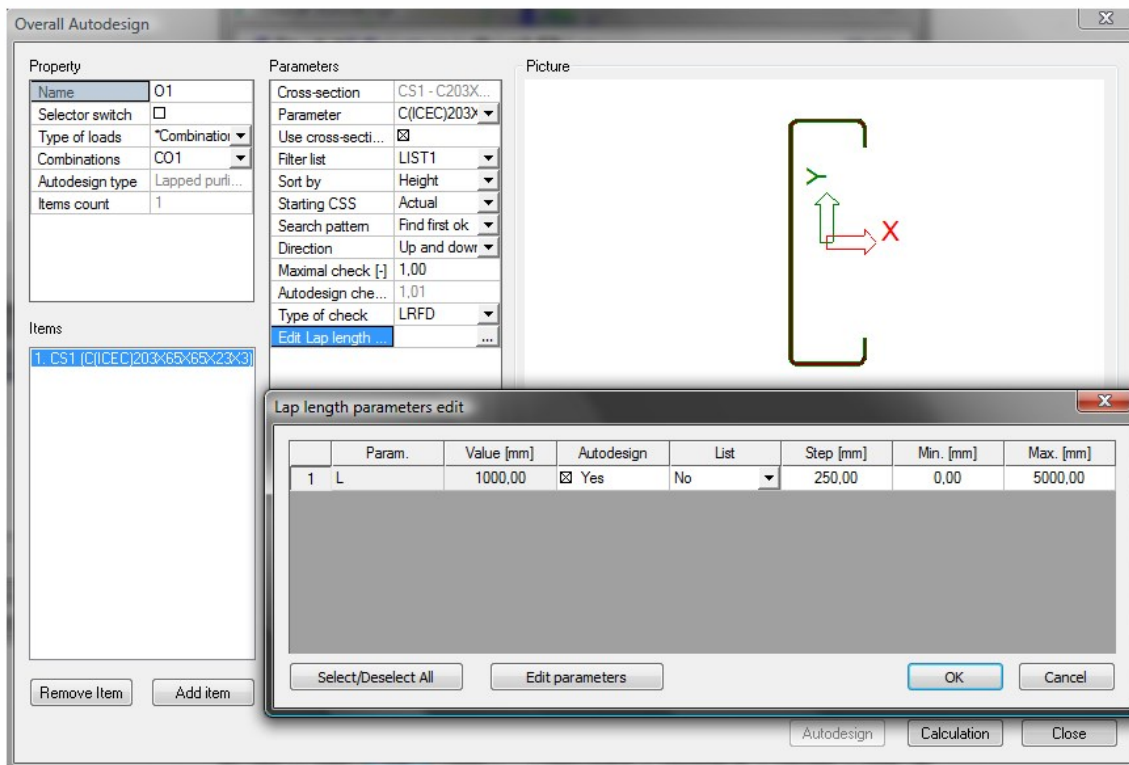 Overall Autodesign
Property
Name O1
Selector switch
Type of loads *Combinatio
Combinations CO1
Autodesign type Lapped purli...
Items count 1
Parameters
Cross-section CS1 - C203X...
Parameter C(ICEC)203X
Use cross-secti...
Filter list LIST1
Sort by Height
Starting CSS Actual
Search pattern Find first ok
Direction Up and down
Maximal check [-] 1,00
Autodesign che... 1,01
Type of check LRFD
Edit Lap length ... ...
Picture
Y
X
Items
1. CS1 (C(ICEC)203X65X65X23X3)
Remove Item Add item
Lap length parameters edit
Param. Value [mm] Autodesign List Step [mm] Min. [mm] Max. [mm]
1 L 1000,00 Yes No 250,00 0,00 5000,00
Select/Deselect All Edit parameters OK Cancel
Autodesign Calculation Close